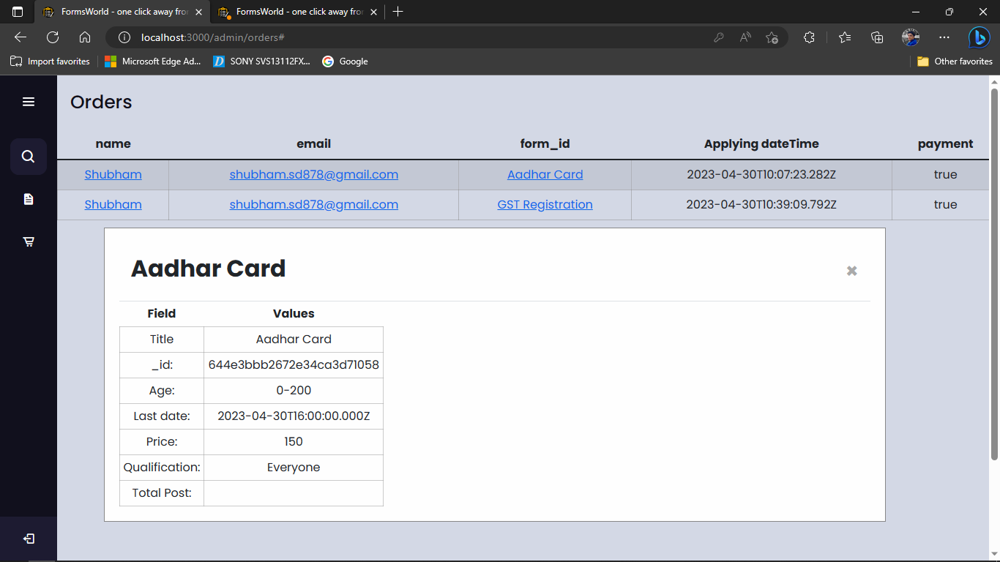 FormsWorld - one click away fro
FormsWorld - one click away fro
localhost:3000/admin/orders#
Import favorites
Microsoft Edge Ad...
SONY SVS13112FX...
Google
Other favorites
Orders
name email form_id Applying dateTime payment
Shubham shubham.sd878@gmail.com Aadhar Card 2023-04-30T10:07:23.282Z true
Shubham shubham.sd878@gmail.com GST Registration 2023-04-30T10:39:09.792Z true
Aadhar Card
Field Values
Title Aadhar Card
_id: 644e3bbb2672e34ca3d71058
Age: 0-200
Last date: 2023-04-30T16:00:00.000Z
Price: 150
Qualification: Everyone
Total Post: